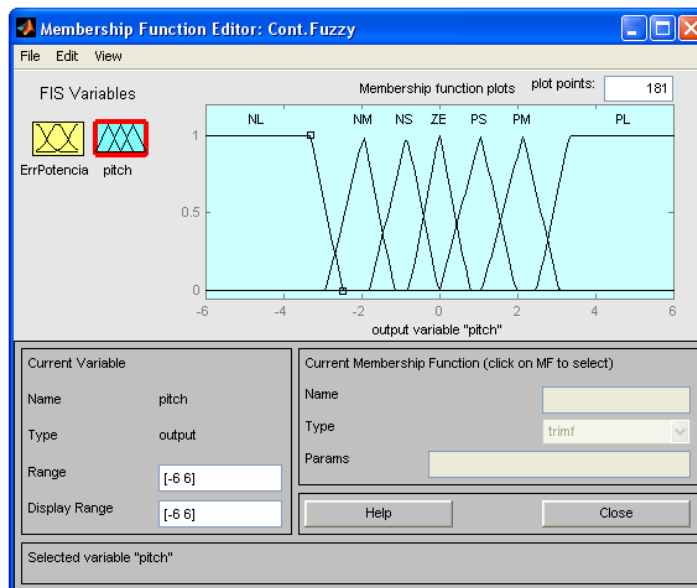 Membership Function Editor: Cont.Fuzzy
File Edit View
FIS Variables
Membership function plots plot points: 181
ErrPotencia pitch
NL NM NS ZE PS PM PL
1
0.5
0
-6 -4 -2 0 2 4 6
output variable "pitch"
Current Variable
Name pitch
Type output
Range [-6 6]
Display Range [-6 6]
Current Membership Function (click on MF to select)
Name
Type trimf
Params
Help Close
Selected variable "pitch"